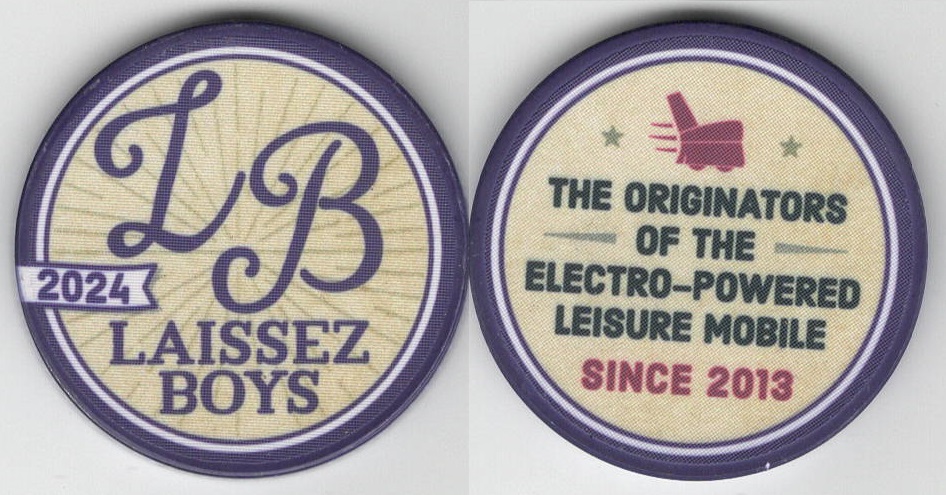 LB
2024
LAISSEZ
BOYS
THE ORIGINATORS
OF THE
ELECTRO-POWERED
LEISURE MOBILE
SINCE 2013